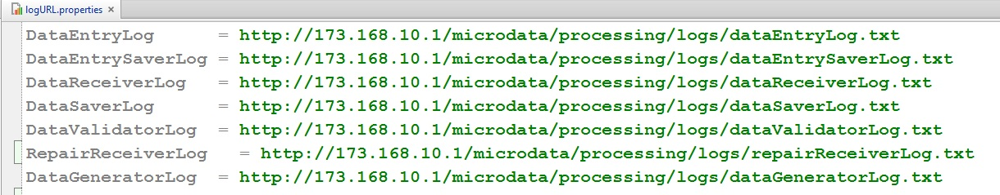 logURL.properties ×
DataEntryLog      = http://173.168.10.1/microdata/processing/logs/dataEntryLog.txt
DataEntrySaverLog = http://173.168.10.1/microdata/processing/logs/dataEntrySaverLog.txt
DataReceiverLog   = http://173.168.10.1/microdata/processing/logs/dataReceiverLog.txt
DataSaverLog      = http://173.168.10.1/microdata/processing/logs/dataSaverLog.txt
DataValidatorLog  = http://173.168.10.1/microdata/processing/logs/dataValidatorLog.txt
RepairReceiverLog   = http://173.168.10.1/microdata/processing/logs/repairReceiverLog.txt
DataGeneratorLog  = http://173.168.10.1/microdata/processing/logs/dataGeneratorLog.txt